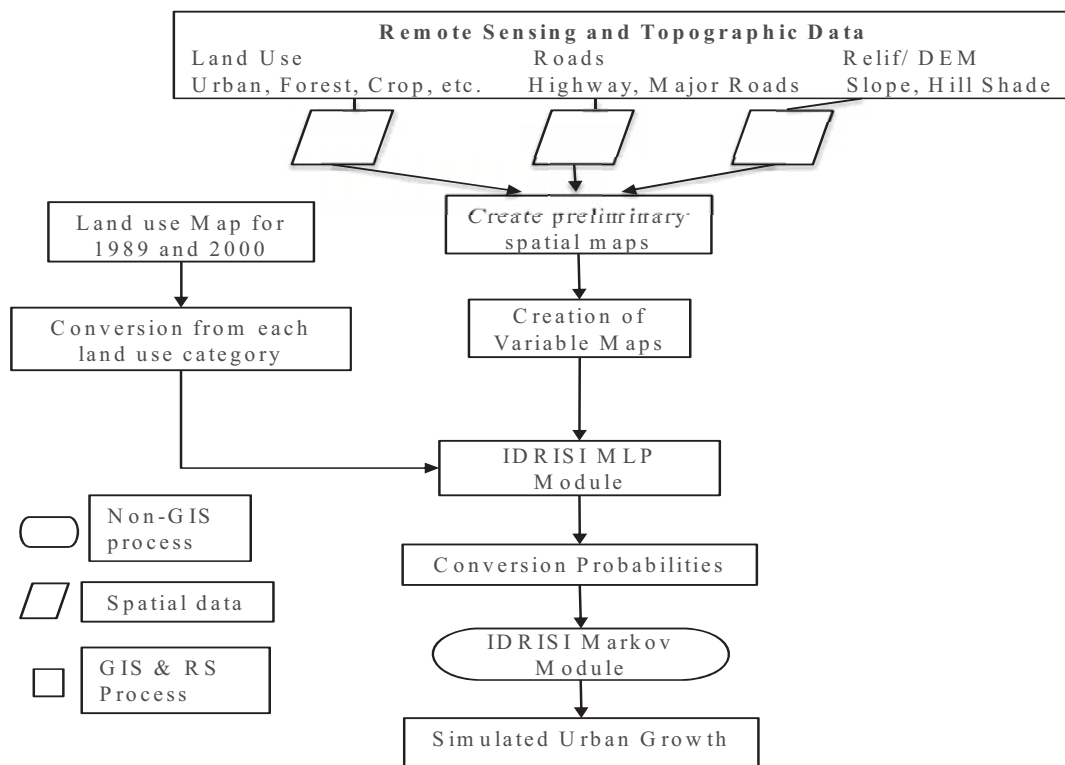 Remote Sensing and Topographic Data
Land Use Roads Relif/ DEM
Urban, Forest, Crop, etc. Highway, Major Roads Slope, Hill Shade
Create preliminary
spatial maps
Land use Map for
1989 and 2000
Creation of
Variable Maps
Conversion from each
land use category
IDRISI MLP
Module
Non-GIS
process
Conversion Probabilities
Spatial data
IDRISI Markov
Module
GIS & RS
Process
Simulated Urban Growth